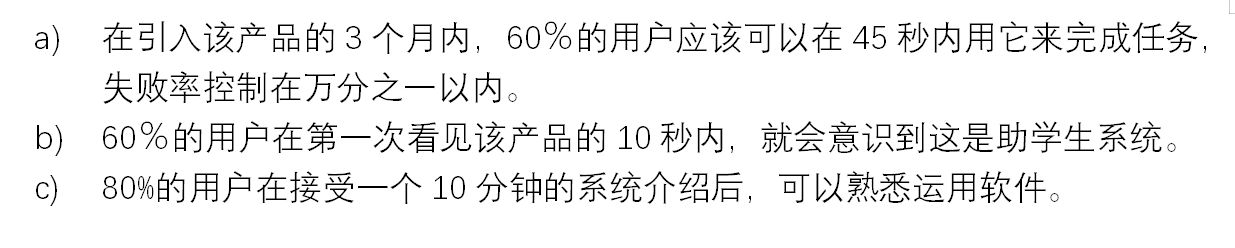 a) 在引入该产品的 3 个月内，60%的用户应该可以在 45 秒内用它来完成任务，
失败率控制在万分之一以内。
b) 60%的用户在第一次看见该产品的 10 秒内，就会意识到这是助学生系统。
c) 80%的用户在接受一个 10 分钟的系统介绍后，可以熟悉运用软件。